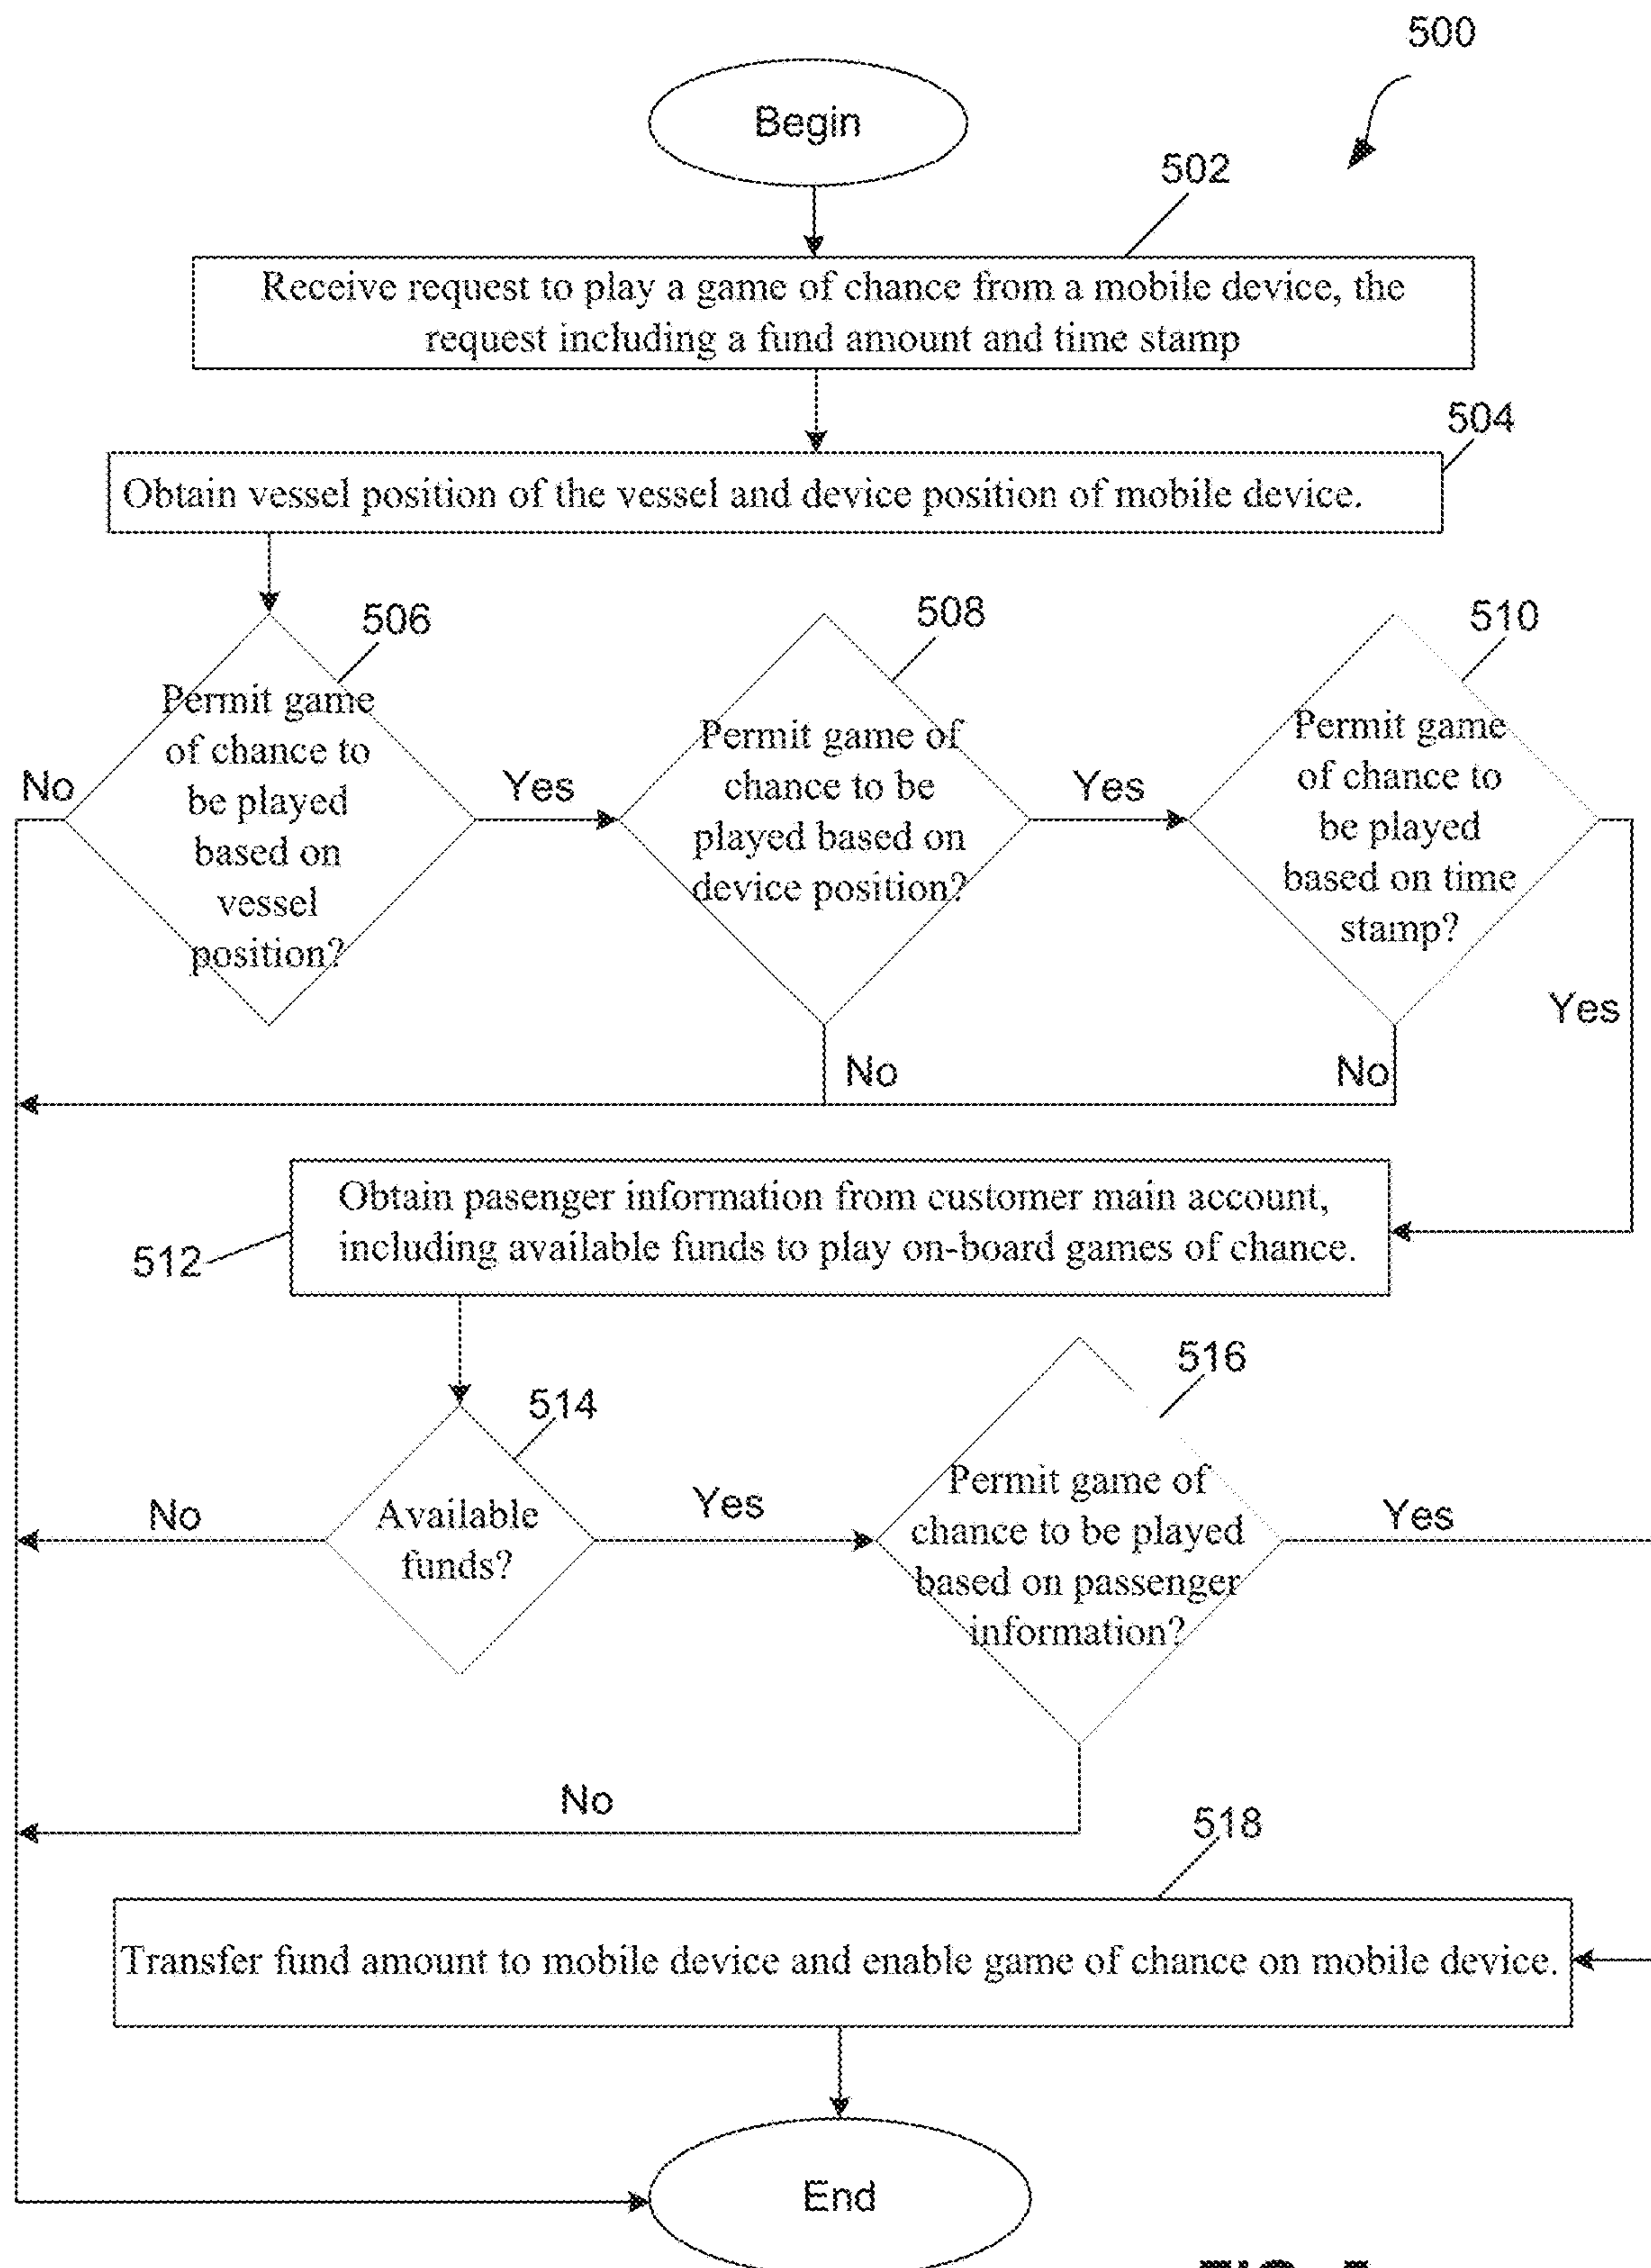 500
Begin
502
Receive request to play a game of chance from a mobile device, the
request including a fund amount and time stamp
504
Obtain vessel position of the vessel and device position of mobile device.
506
Permit game
of chance to
be played
based on
vessel
position?
No
Yes
508
Permit game of
chance to be
played based on
device position?
Yes
No
510
Permit game
of chance to
be played
based on time
stamp?
Yes
No
512
Obtain pasenger information from customer main account,
including available funds to play on-board games of chance.
514
Available
funds?
No
Yes
516
Permit game of
chance to be played
based on passenger
information?
Yes
No
518
Transfer fund amount to mobile device and enable game of chance on mobile device.
End